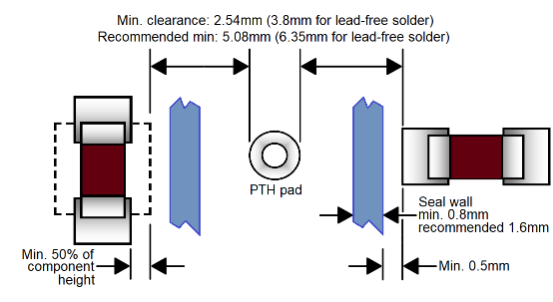 Min. clearance: 2.54mm (3.8mm for lead-free solder)
Recommended min: 5.08mm (6.35mm for lead-free solder)
PTH pad
Seal wall
min. 0.8mm
recommended 1.6mm
Min. 50% of
component
height
Min. 0.5mm